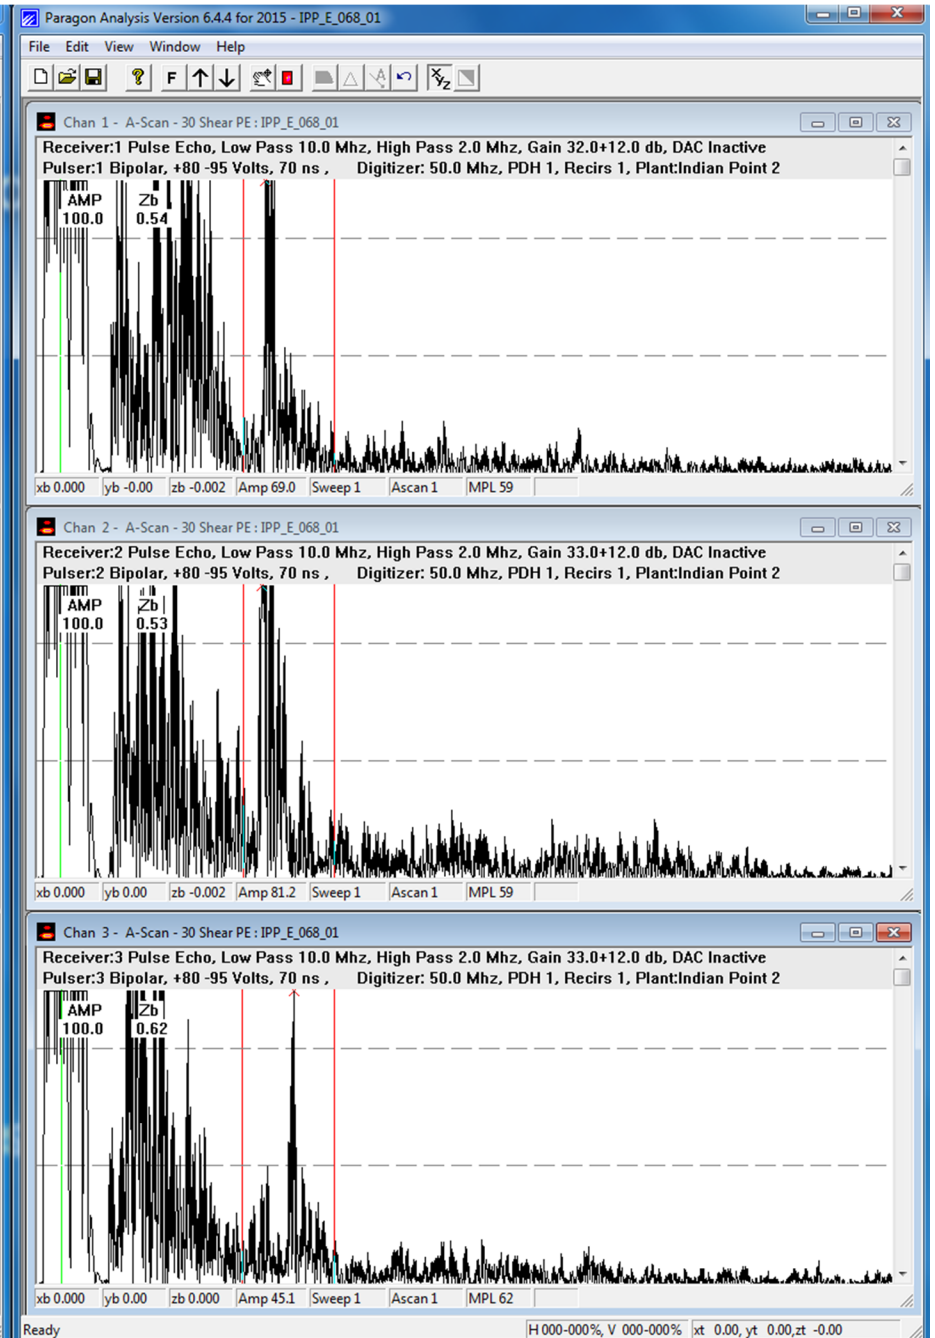 Paragon Analysis Version 6.4.4 for 2015 - IPP_E_068_01
File Edit View Window Help
F XYZ
Chan 1 - A-Scan - 30 Shear PE : IPP_E_068_01
Receiver:1 Pulse Echo, Low Pass 10.0 Mhz, High Pass 2.0 Mhz, Gain 32.0+12.0 db, DAC Inactive
Pulser:1 Bipolar, +80 -95 Volts, 70 ns , Digitizer: 50.0 Mhz, PDH 1, Recirs 1, Plant:Indian Point 2
AMP Zb
100.0 0.54
xb 0.000 yb -0.00 zb -0.002 Amp 69.0 Sweep 1 Ascan 1 MPL 59
Chan 2 - A-Scan - 30 Shear PE : IPP_E_068_01
Receiver:2 Pulse Echo, Low Pass 10.0 Mhz, High Pass 2.0 Mhz, Gain 33.0+12.0 db, DAC Inactive
Pulser:2 Bipolar, +80 -95 Volts, 70 ns , Digitizer: 50.0 Mhz, PDH 1, Recirs 1, Plant:Indian Point 2
AMP Zb
100.0 0.53
xb 0.000 yb 0.00 zb -0.002 Amp 81.2 Sweep 1 Ascan 1 MPL 59
Chan 3 - A-Scan - 30 Shear PE : IPP_E_068_01
Receiver:3 Pulse Echo, Low Pass 10.0 Mhz, High Pass 2.0 Mhz, Gain 33.0+12.0 db, DAC Inactive
Pulser:3 Bipolar, +80 -95 Volts, 70 ns , Digitizer: 50.0 Mhz, PDH 1, Recirs 1, Plant:Indian Point 2
AMP Zb
100.0 0.62
xb 0.000 yb 0.00 zb 0.000 Amp 45.1 Sweep 1 Ascan 1 MPL 62
Ready H 000-000%, V 000-000% xt 0.00, yt 0.00,zt -0.00